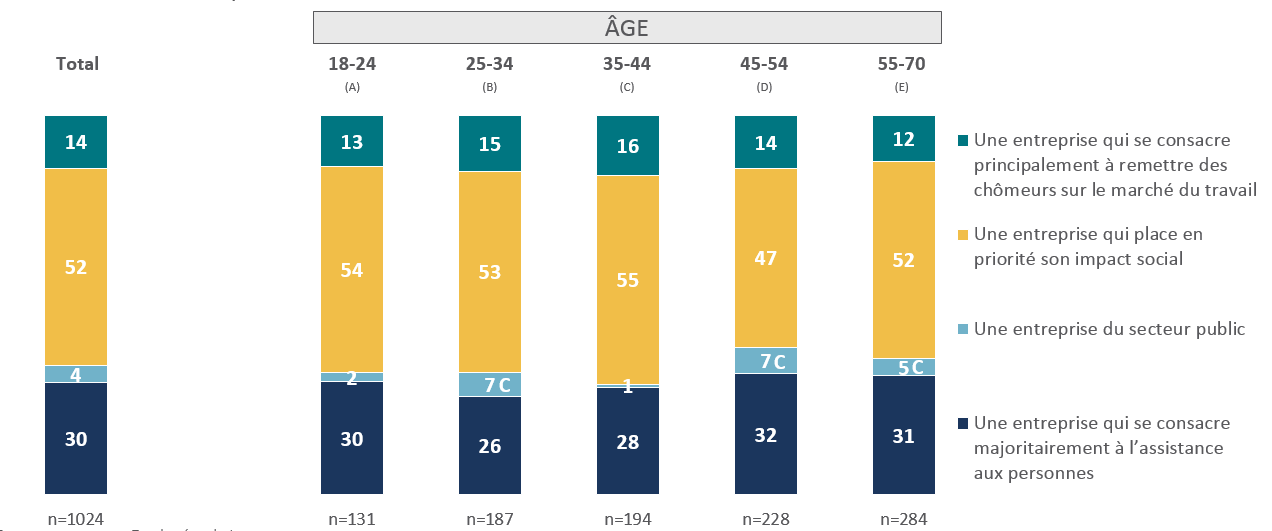 ÂGE
Total
18-24
25-34
35-44
45-54
55-70
(A)
(B)
(C)
(D)
(E)
14
13
15
16
14
12
52
54
53
55
47
52
4
2
7 C
1
7 C
5 C
30
30
26
28
32
31
n=1024
n=131
n=187
n=194
n=228
n=284
Une entreprise qui se consacre
principalement à remettre des
chômeurs sur le marché du travail
Une entreprise qui place en
priorité son impact social
Une entreprise du secteur public
Une entreprise qui se consacre
majoritairement à l'assistance
aux personnes